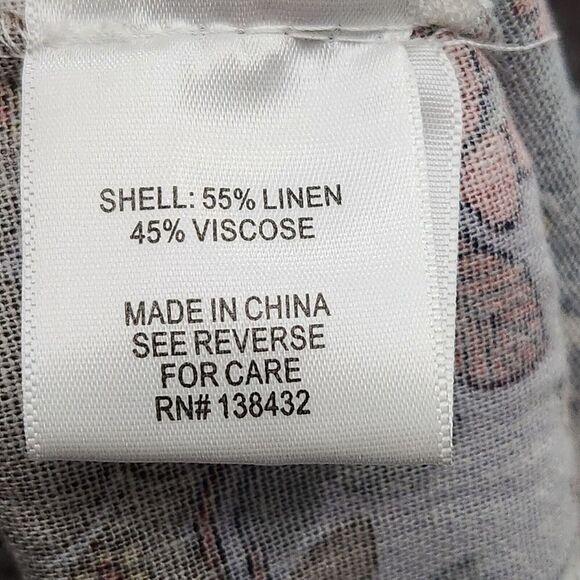 SHELL: 55% LINEN
45% VISCOSE
MADE IN CHINA
SEE REVERSE
FOR CARE
RN# 138432